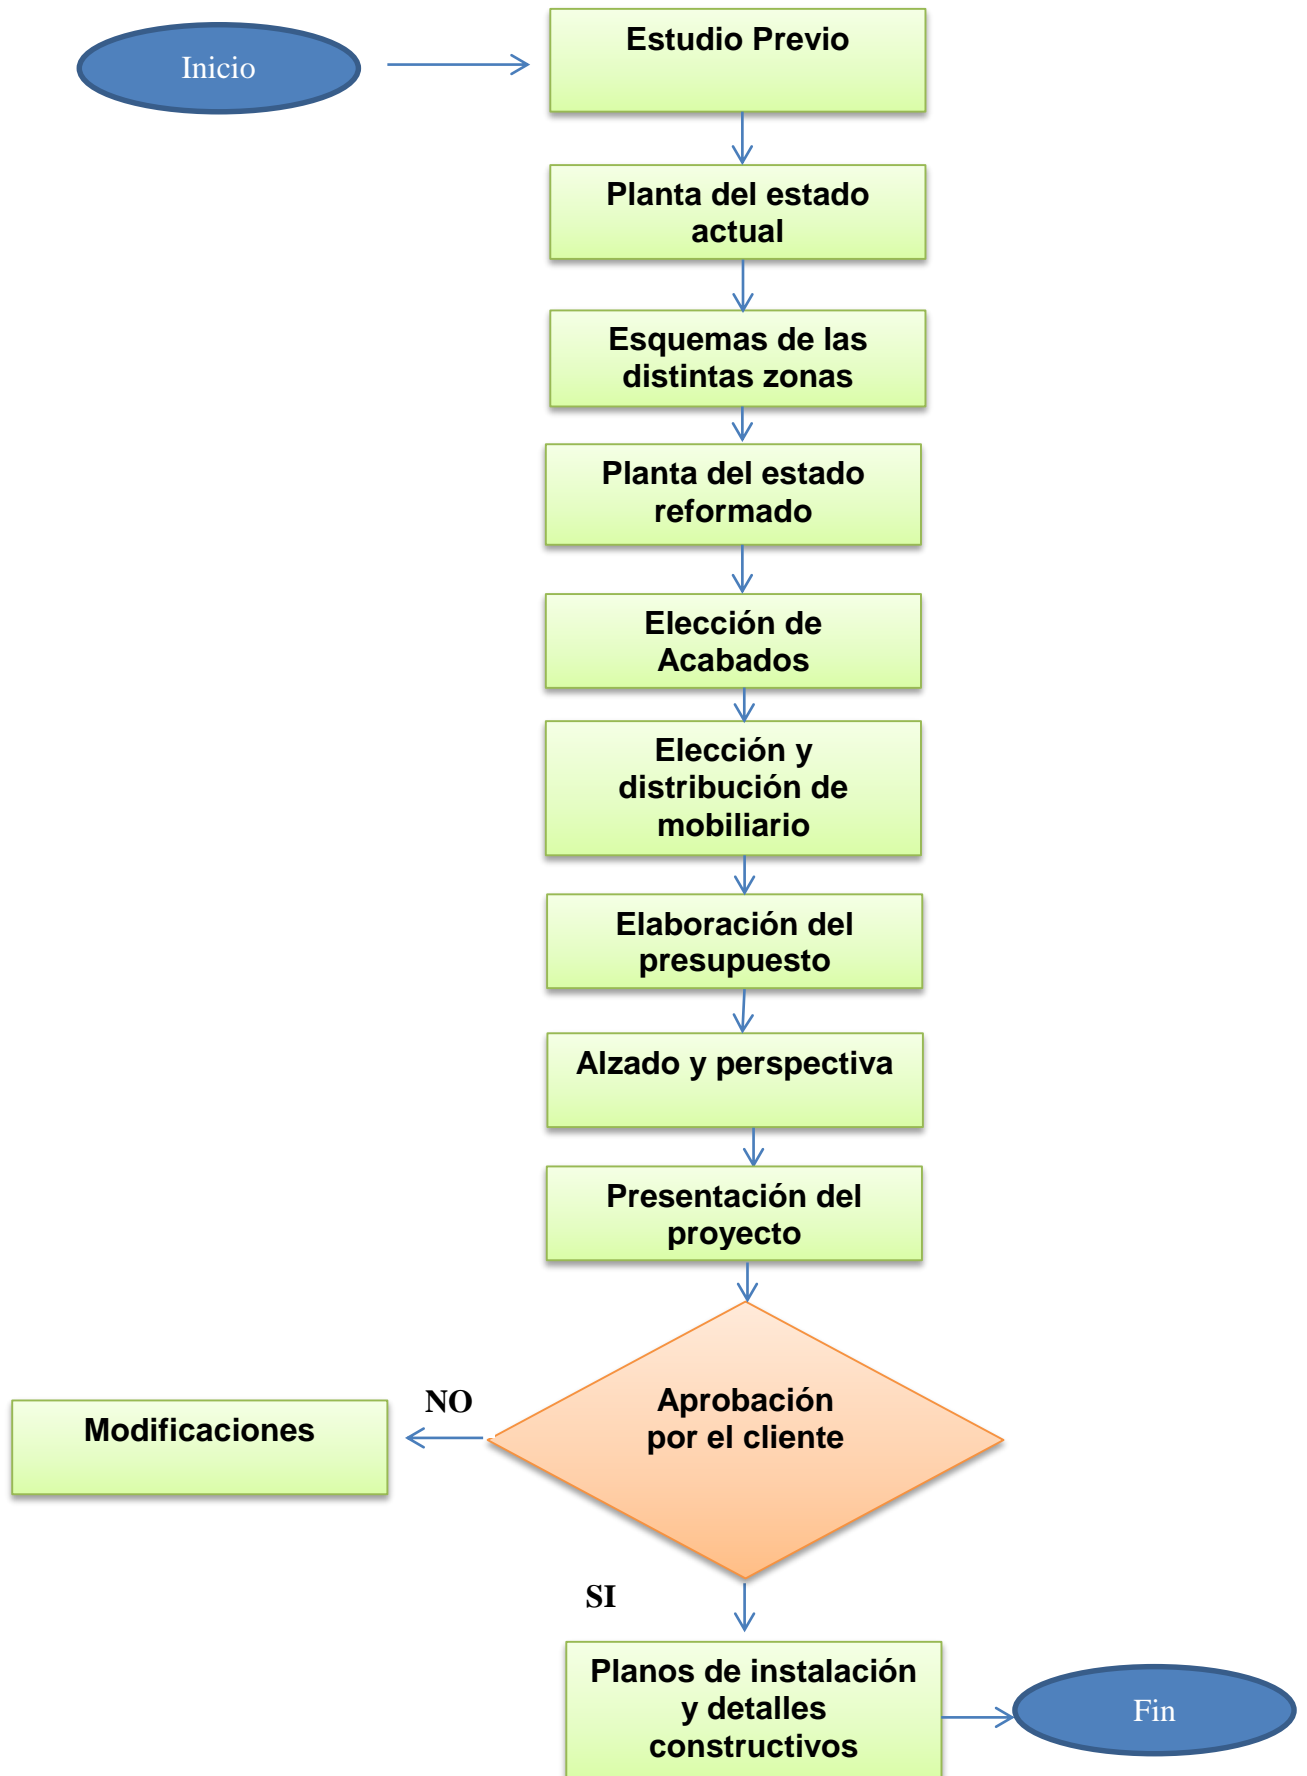 Inicio
Estudio Previo
Planta del estado
actual
Esquemas de las
distintas zonas
Planta del estado
reformado
Elección de
Acabados
Elección y
distribución de
mobiliario
Elaboración del
presupuesto
Alzado y perspectiva
Presentación del
proyecto
Aprobación
por el cliente
NO
Modificaciones
SI
Planos de instalación
y detalles
constructivos
Fin